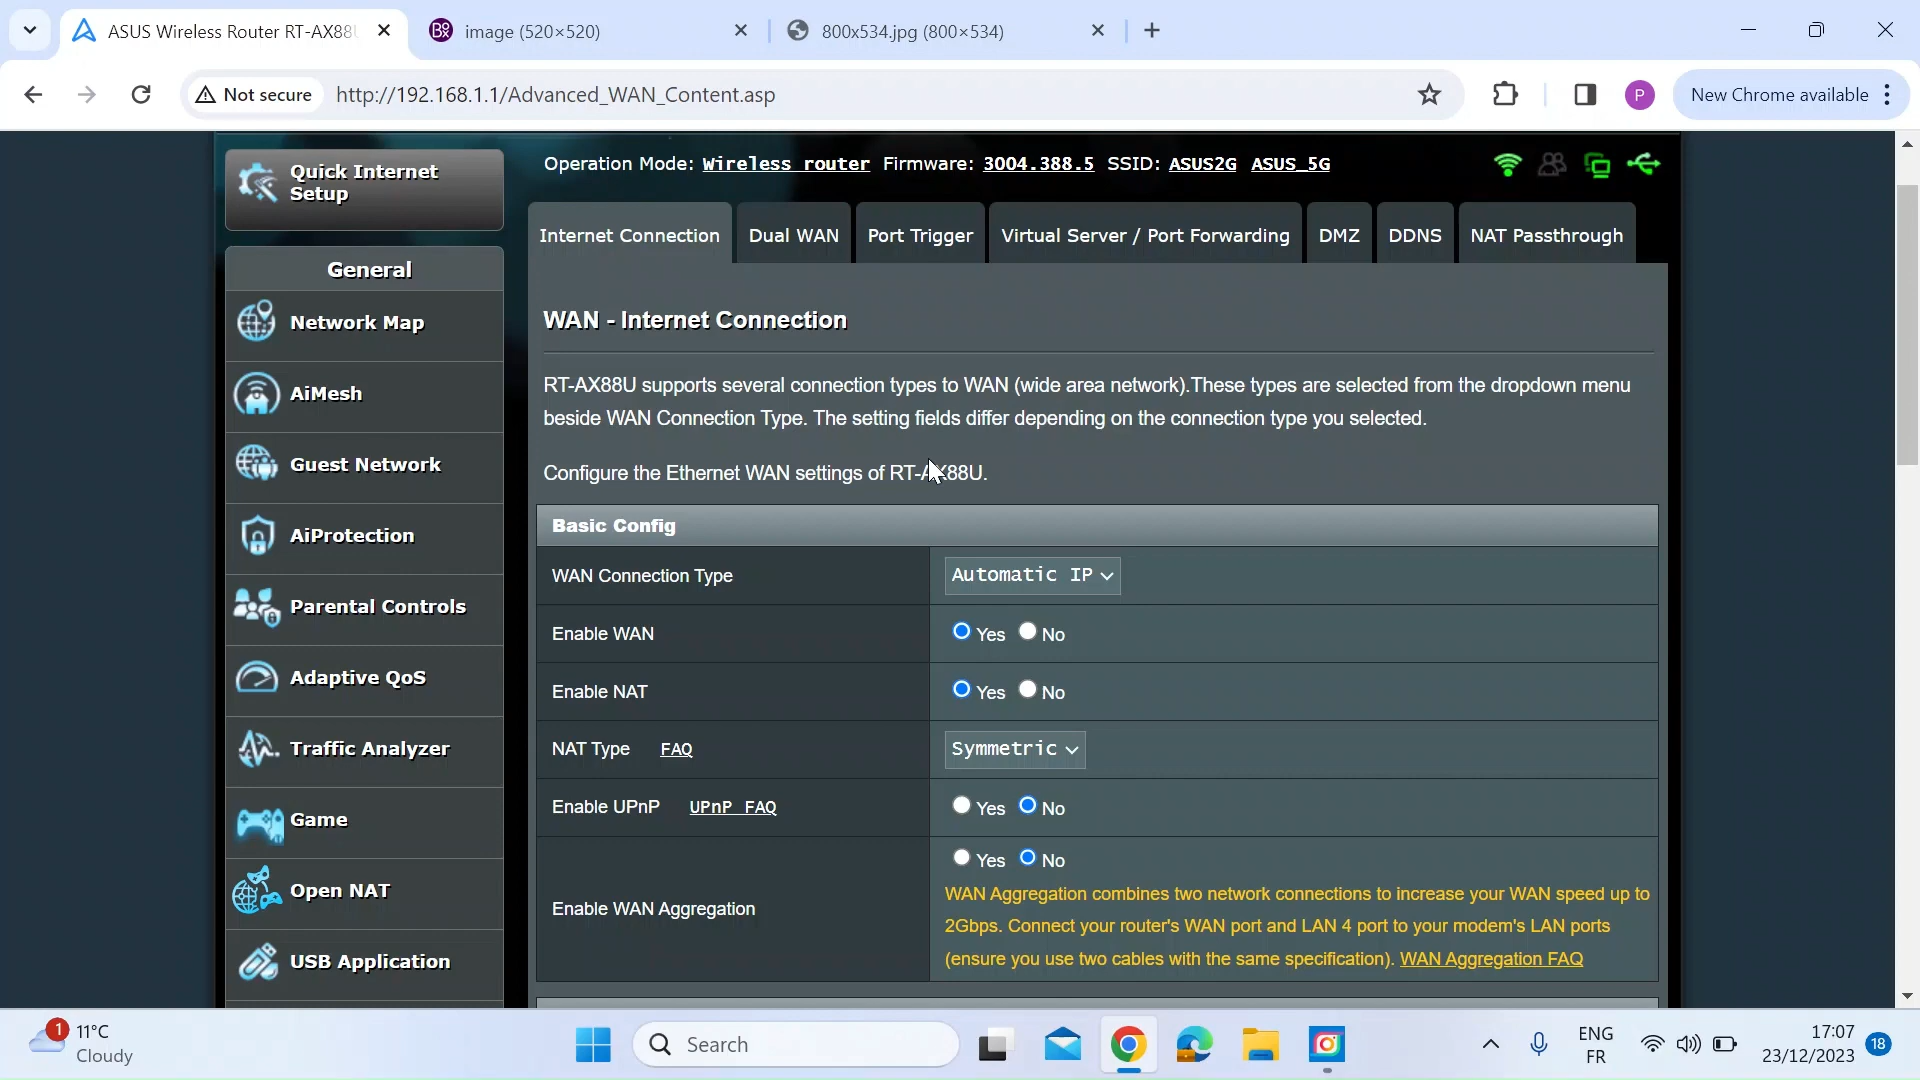 ASUS Wireless Router RT-AX88U
image (520×520)
800x534.jpg (800×534)
Not secure
http://192.168.1.1/Advanced_WAN_Content.asp
P
New Chrome available
Quick Internet
Setup
Operation Mode: Wireless router Firmware: 3004.388.5 SSID: ASUS2G ASUS_5G
Internet Connection
Dual WAN
Port Trigger
Virtual Server / Port Forwarding
DMZ
DDNS
NAT Passthrough
General
Network Map
AiMesh
Guest Network
AiProtection
Parental Controls
Adaptive QoS
Traffic Analyzer
Game
Open NAT
USB Application
WAN - Internet Connection
RT-AX88U supports several connection types to WAN (wide area network).These types are selected from the dropdown menu
beside WAN Connection Type. The setting fields differ depending on the connection type you selected.
Configure the Ethernet WAN settings of RT-AX88U.
Basic Config
WAN Connection Type Automatic IP
Enable WAN Yes No
Enable NAT Yes No
NAT Type FAQ Symmetric
Enable UPnP UPnP FAQ Yes No
Enable WAN Aggregation Yes No
WAN Aggregation combines two network connections to increase your WAN speed up to
2Gbps. Connect your router's WAN port and LAN 4 port to your modem's LAN ports
(ensure you use two cables with the same specification). WAN Aggregation FAQ
1
11°C
Cloudy
Search
ENG
FR
17:07
23/12/2023
18